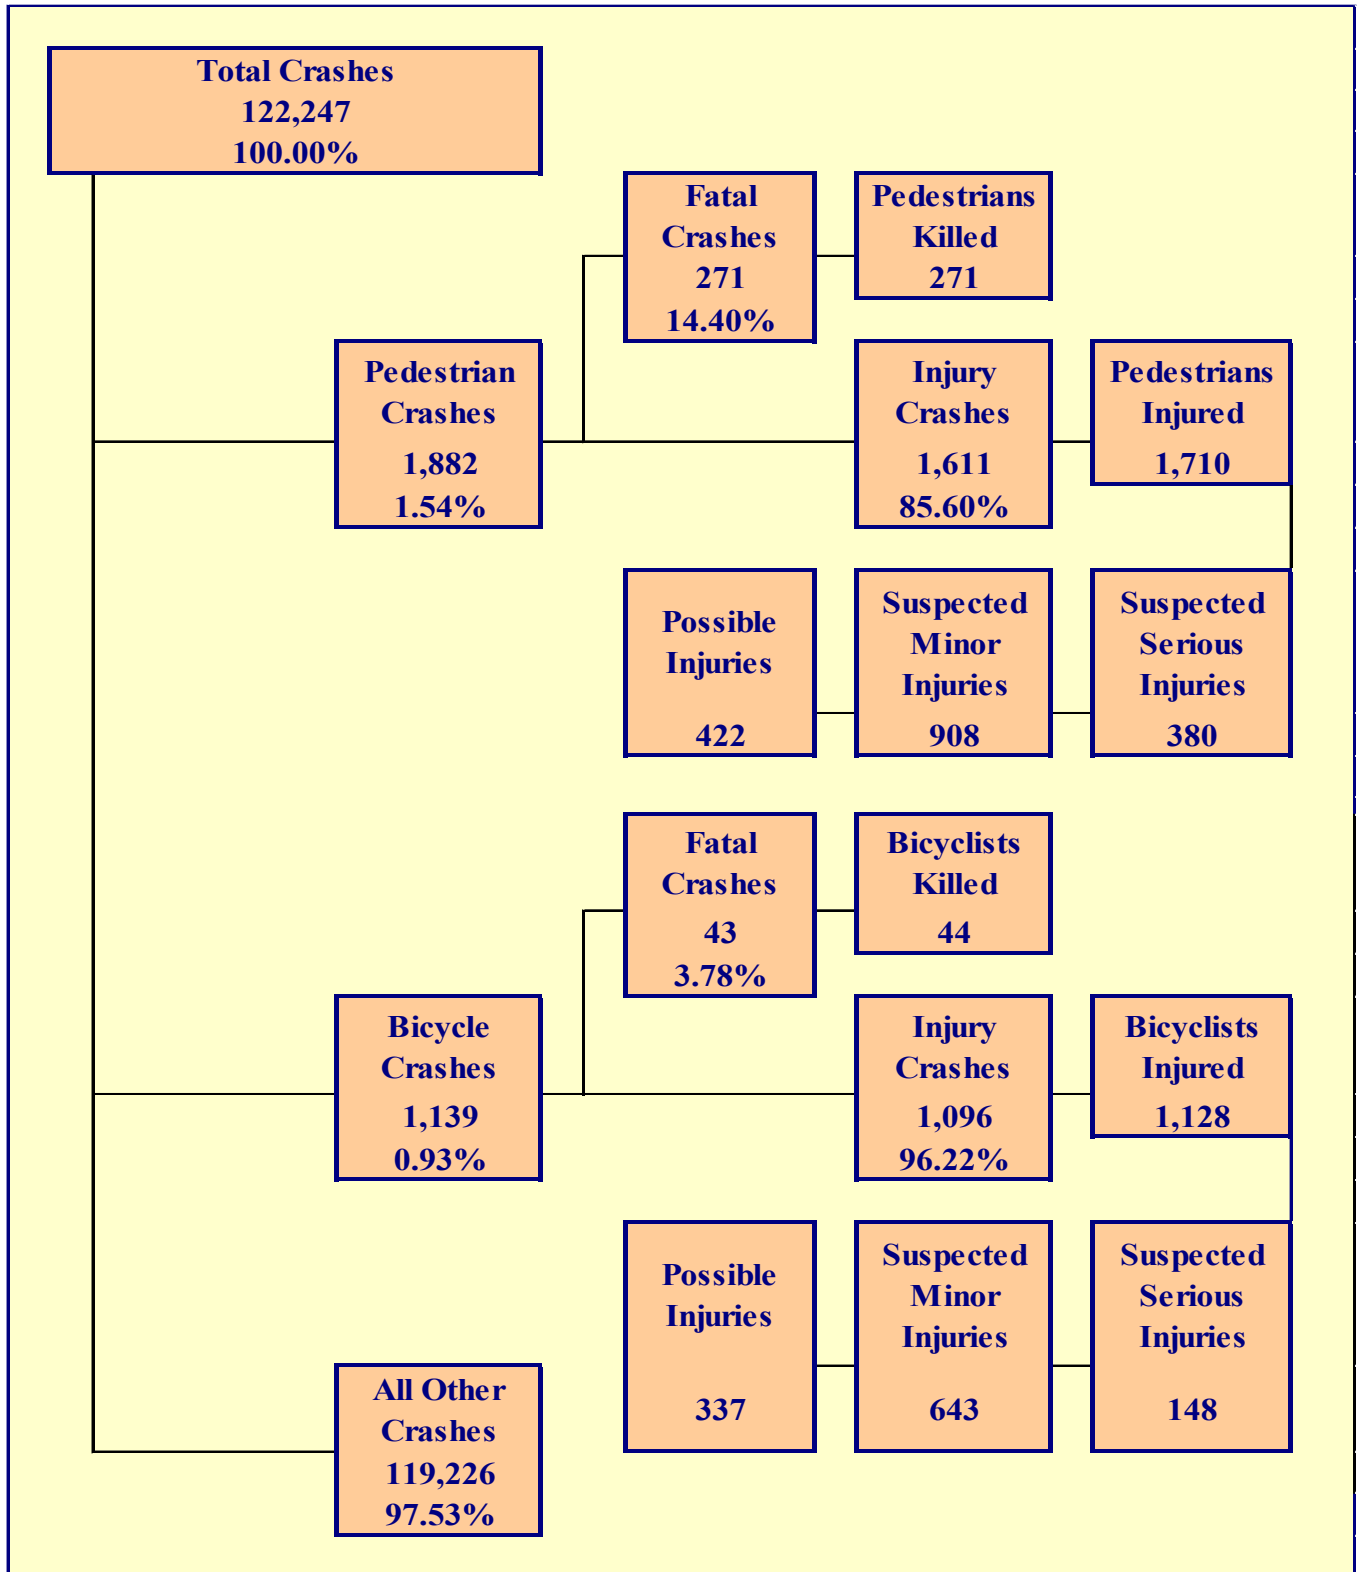 Total Crashes
122,247
100.00%
Fatal
Crashes
271
14.40%
Pedestrians
Killed
271
Pedestrian
Crashes
1,882
1.54%
Injury
Crashes
1,611
85.60%
Pedestrians
Injured
1,710
Possible
Injuries
422
Suspected
Minor
Injuries
908
Suspected
Serious
Injuries
380
Fatal
Crashes
43
3.78%
Bicyclists
Killed
44
Bicycle
Crashes
1,139
0.93%
Injury
Crashes
1,096
96.22%
Bicyclists
Injured
1,128
Possible
Injuries
337
Suspected
Minor
Injuries
643
Suspected
Serious
Injuries
148
All Other
Crashes
119,226
97.53%